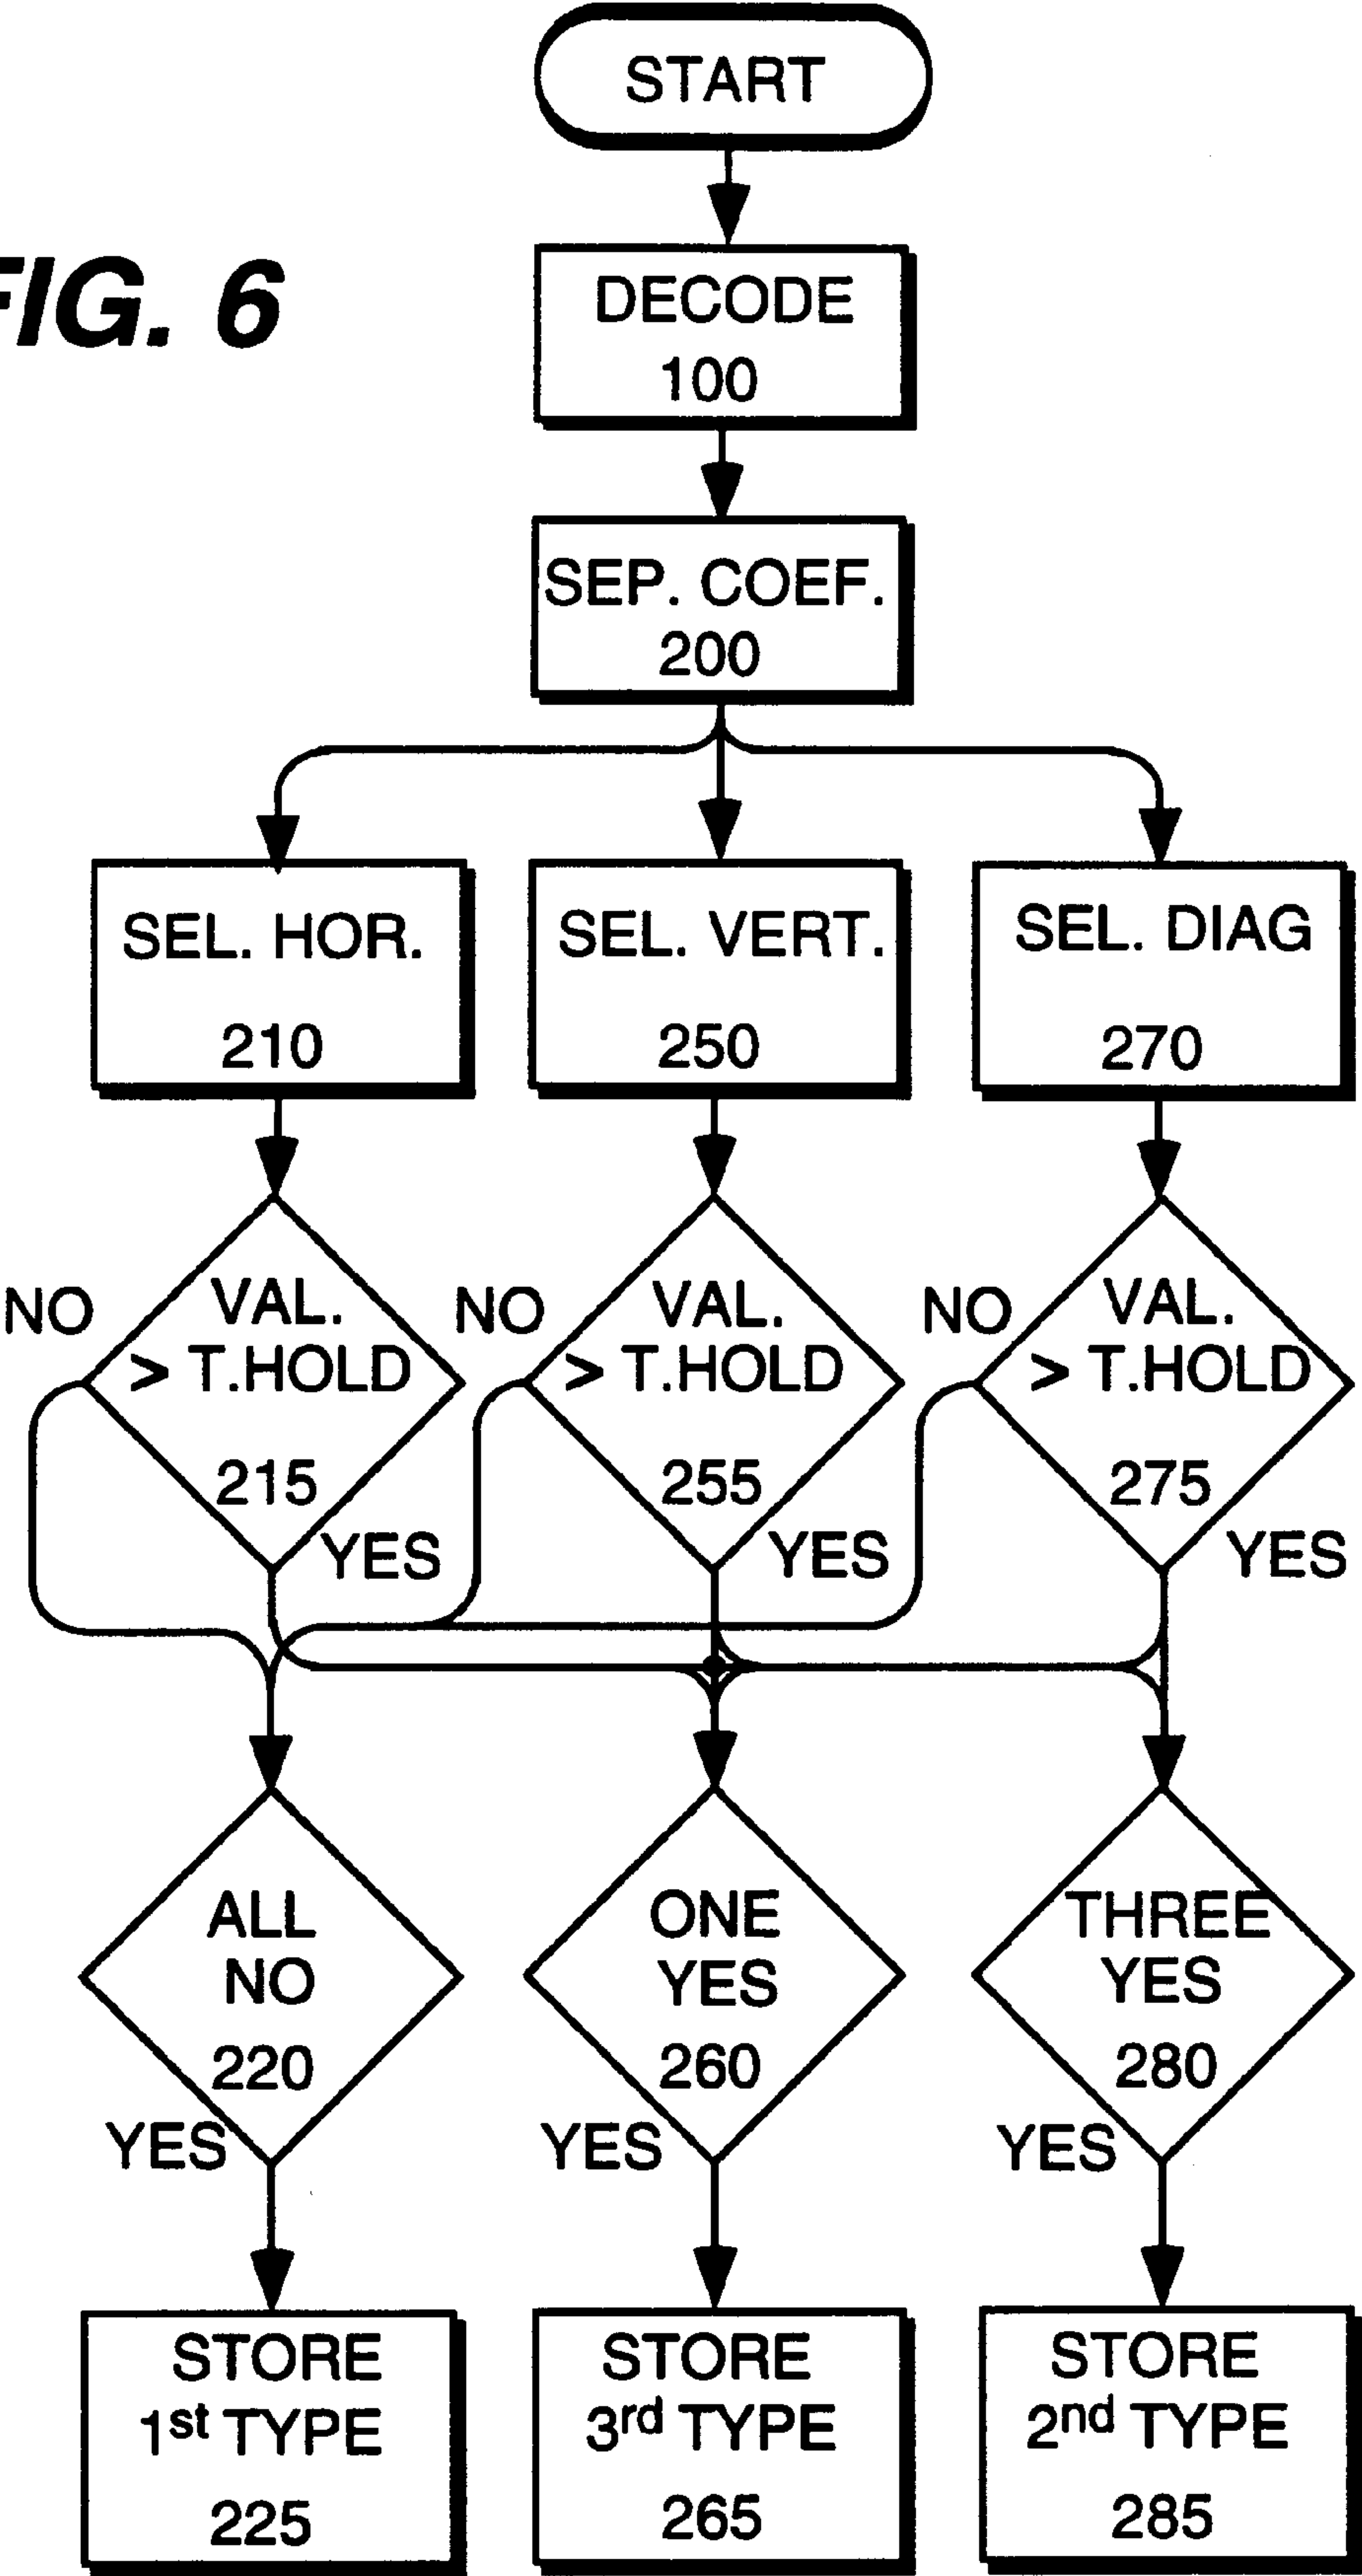 START
FIG. 6
DECODE
100
SEP. COEF.
200
SEL. HOR.
210
SEL. VERT.
250
SEL. DIAG
270
NO
VAL.
> T.HOLD
215
YES
NO
VAL.
> T.HOLD
255
YES
NO
VAL.
> T.HOLD
275
YES
ALL
NO
220
YES
ONE
YES
260
YES
THREE
YES
280
YES
STORE
1st TYPE
225
STORE
3rd TYPE
265
STORE
2nd TYPE
285